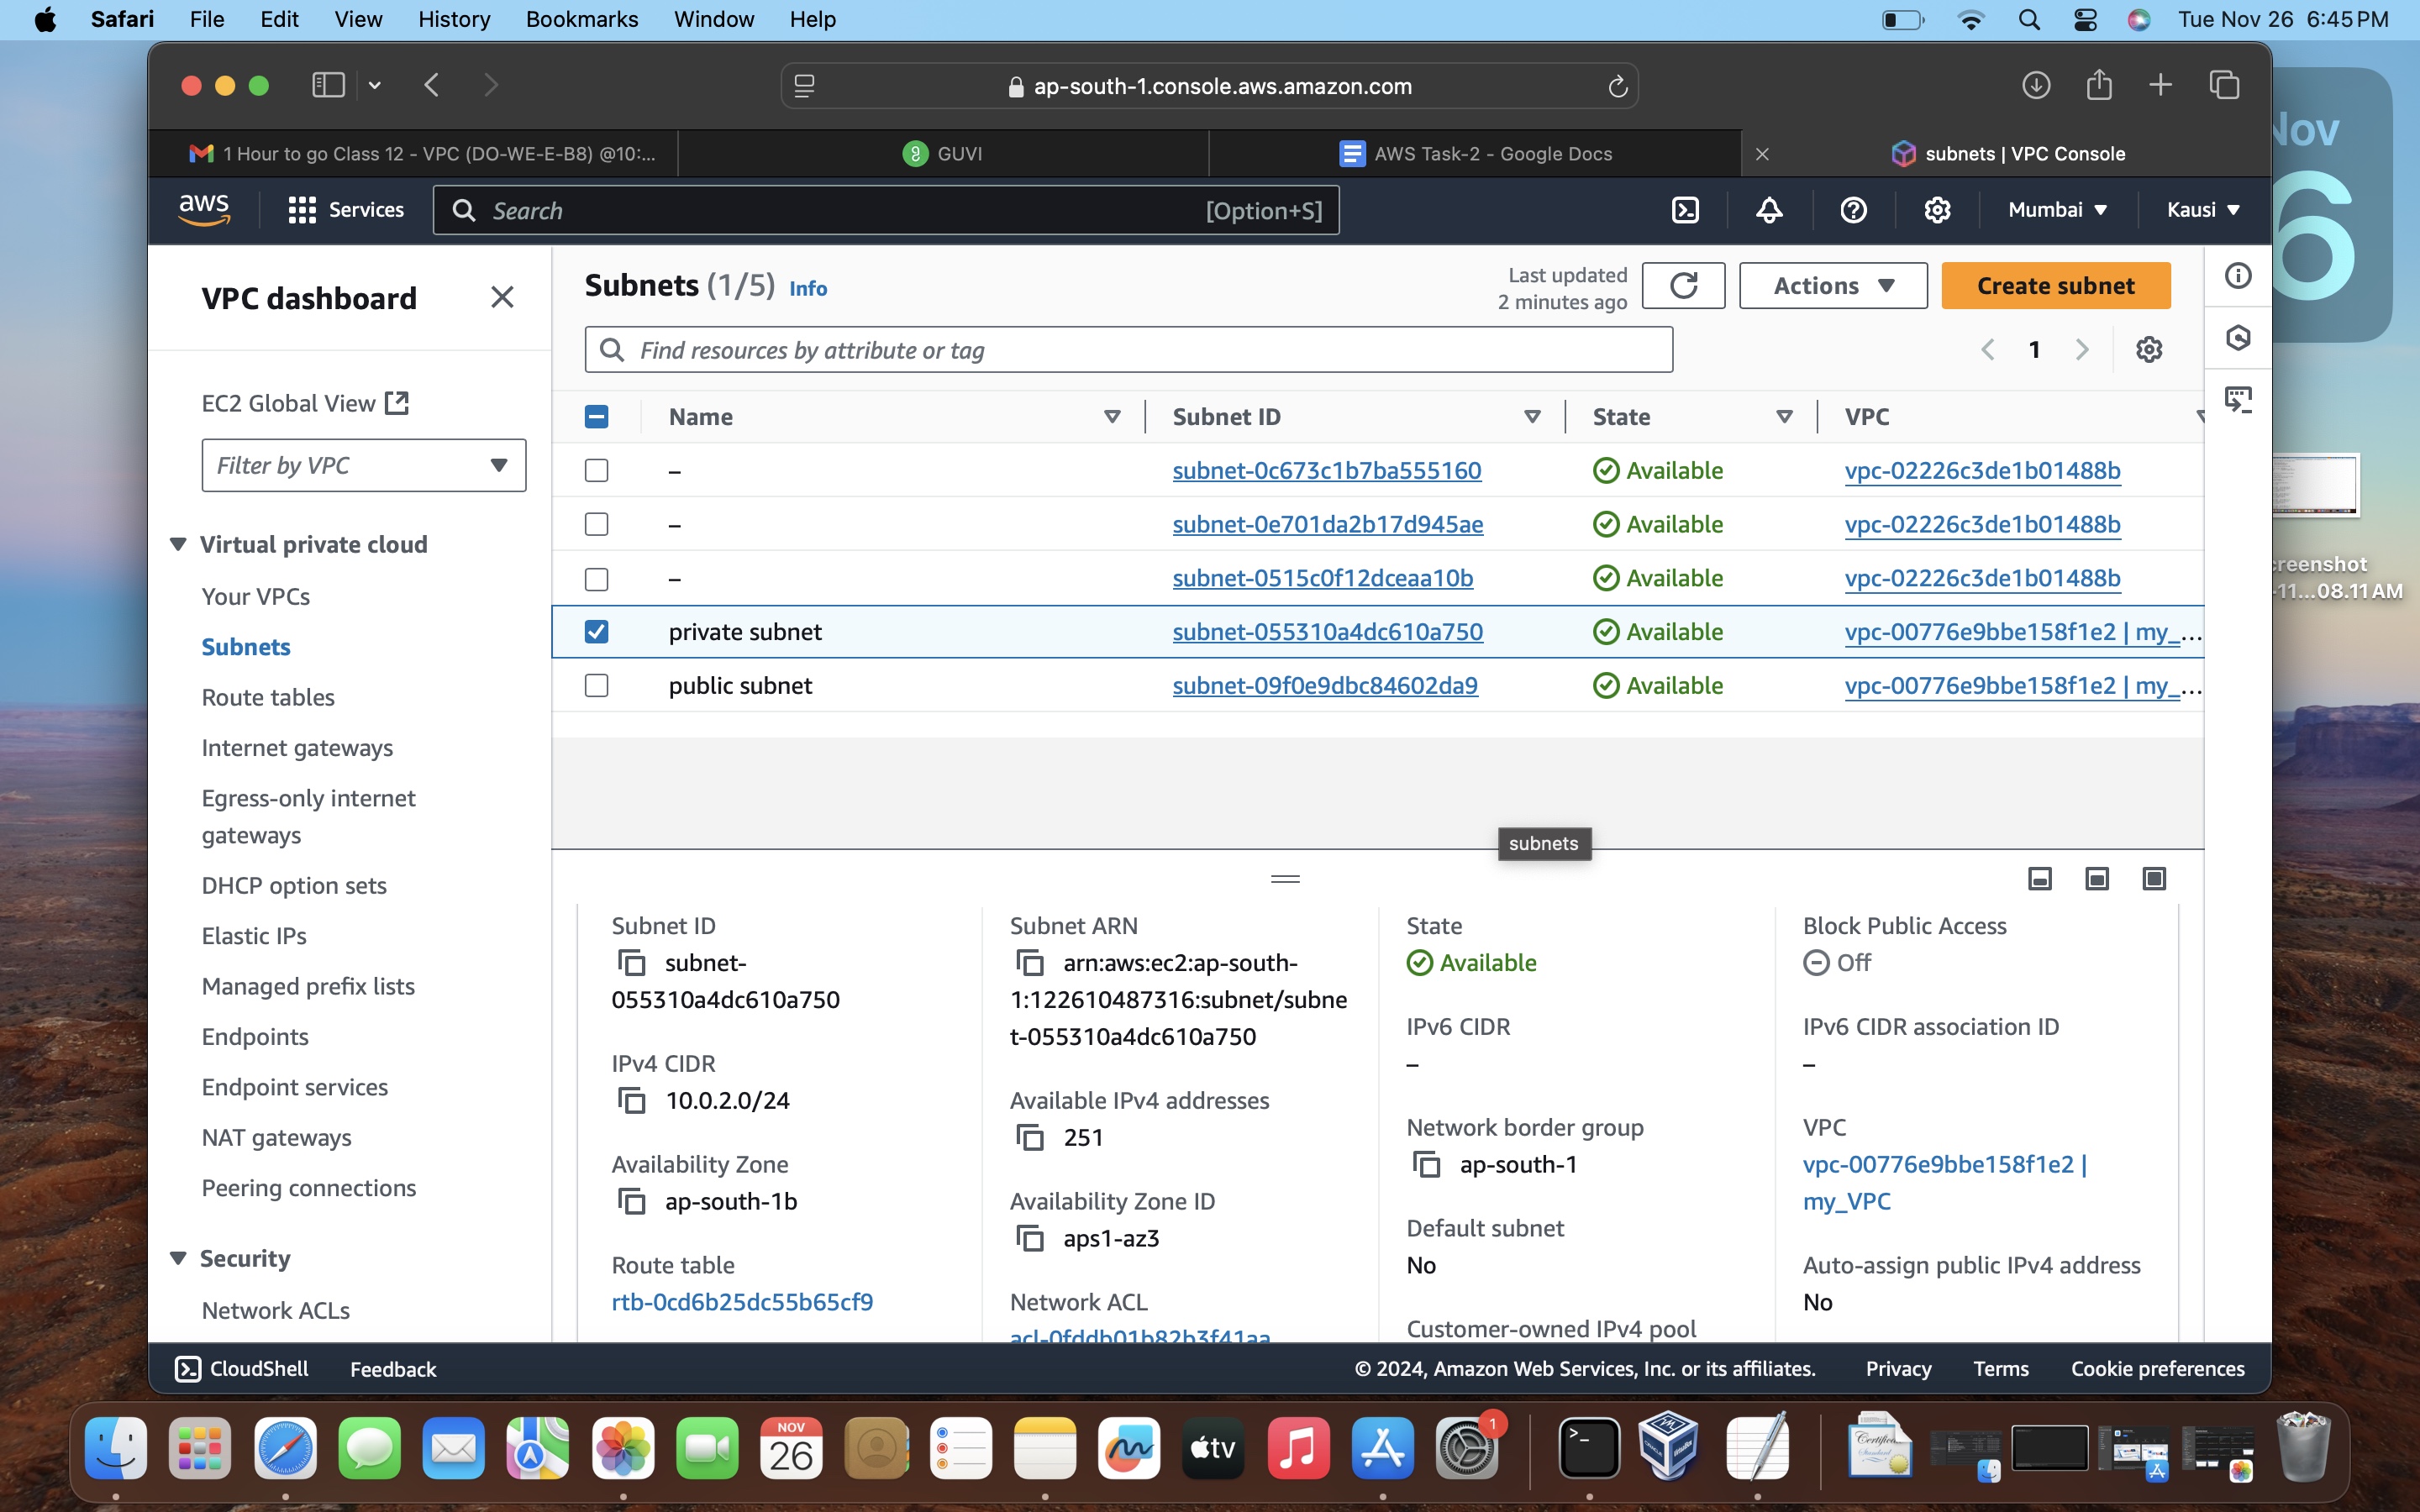 Safari File Edit View History Bookmarks Window Help Tue Nov 26 6:45 PM
ap-south-1.console.aws.amazon.com
1 Hour to go Class 12 - VPC (DO-WE-E-B8) @10:... GUVI AWS Task-2 - Google Docs subnets | VPC Console
aws Services Search [Option+S] Mumbai Kausi
Nov
6
VPC dashboard
EC2 Global View
Filter by VPC
Virtual private cloud
Your VPCs
Subnets
Route tables
Internet gateways
Egress-only internet
gateways
DHCP option sets
Elastic IPs
Managed prefix lists
Endpoints
Endpoint services
NAT gateways
Peering connections
Security
Network ACLs
Subnets (1/5) Info
Last updated
2 minutes ago
Actions
Create subnet
Find resources by attribute or tag
1
Name Subnet ID State VPC
– subnet-0c673c1b7ba555160 Available vpc-02226c3de1b01488b
– subnet-0e701da2b17d945ae Available vpc-02226c3de1b01488b
– subnet-0515c0f12dceaa10b Available vpc-02226c3de1b01488b
private subnet subnet-055310a4dc610a750 Available vpc-00776e9bbe158f1e2 | my_...
public subnet subnet-09f0e9dbc84602da9 Available vpc-00776e9bbe158f1e2 | my_...
subnets
Subnet ID
subnet-
055310a4dc610a750
IPv4 CIDR
10.0.2.0/24
Availability Zone
ap-south-1b
Route table
rtb-0cd6b25dc55b65cf9
Subnet ARN
arn:aws:ec2:ap-south-
1:122610487316:subnet/subne
t-055310a4dc610a750
Available IPv4 addresses
251
Availability Zone ID
aps1-az3
Network ACL
acl-0fddb01b82b3f41aa
State
Available
IPv6 CIDR
–
Network border group
ap-south-1
Default subnet
No
Customer-owned IPv4 pool
Block Public Access
Off
IPv6 CIDR association ID
–
VPC
vpc-00776e9bbe158f1e2 |
my_VPC
Auto-assign public IPv4 address
No
creenshot
-11...08.11 AM
CloudShell Feedback © 2024, Amazon Web Services, Inc. or its affiliates. Privacy Terms Cookie preferences
NOV
26
tv
1